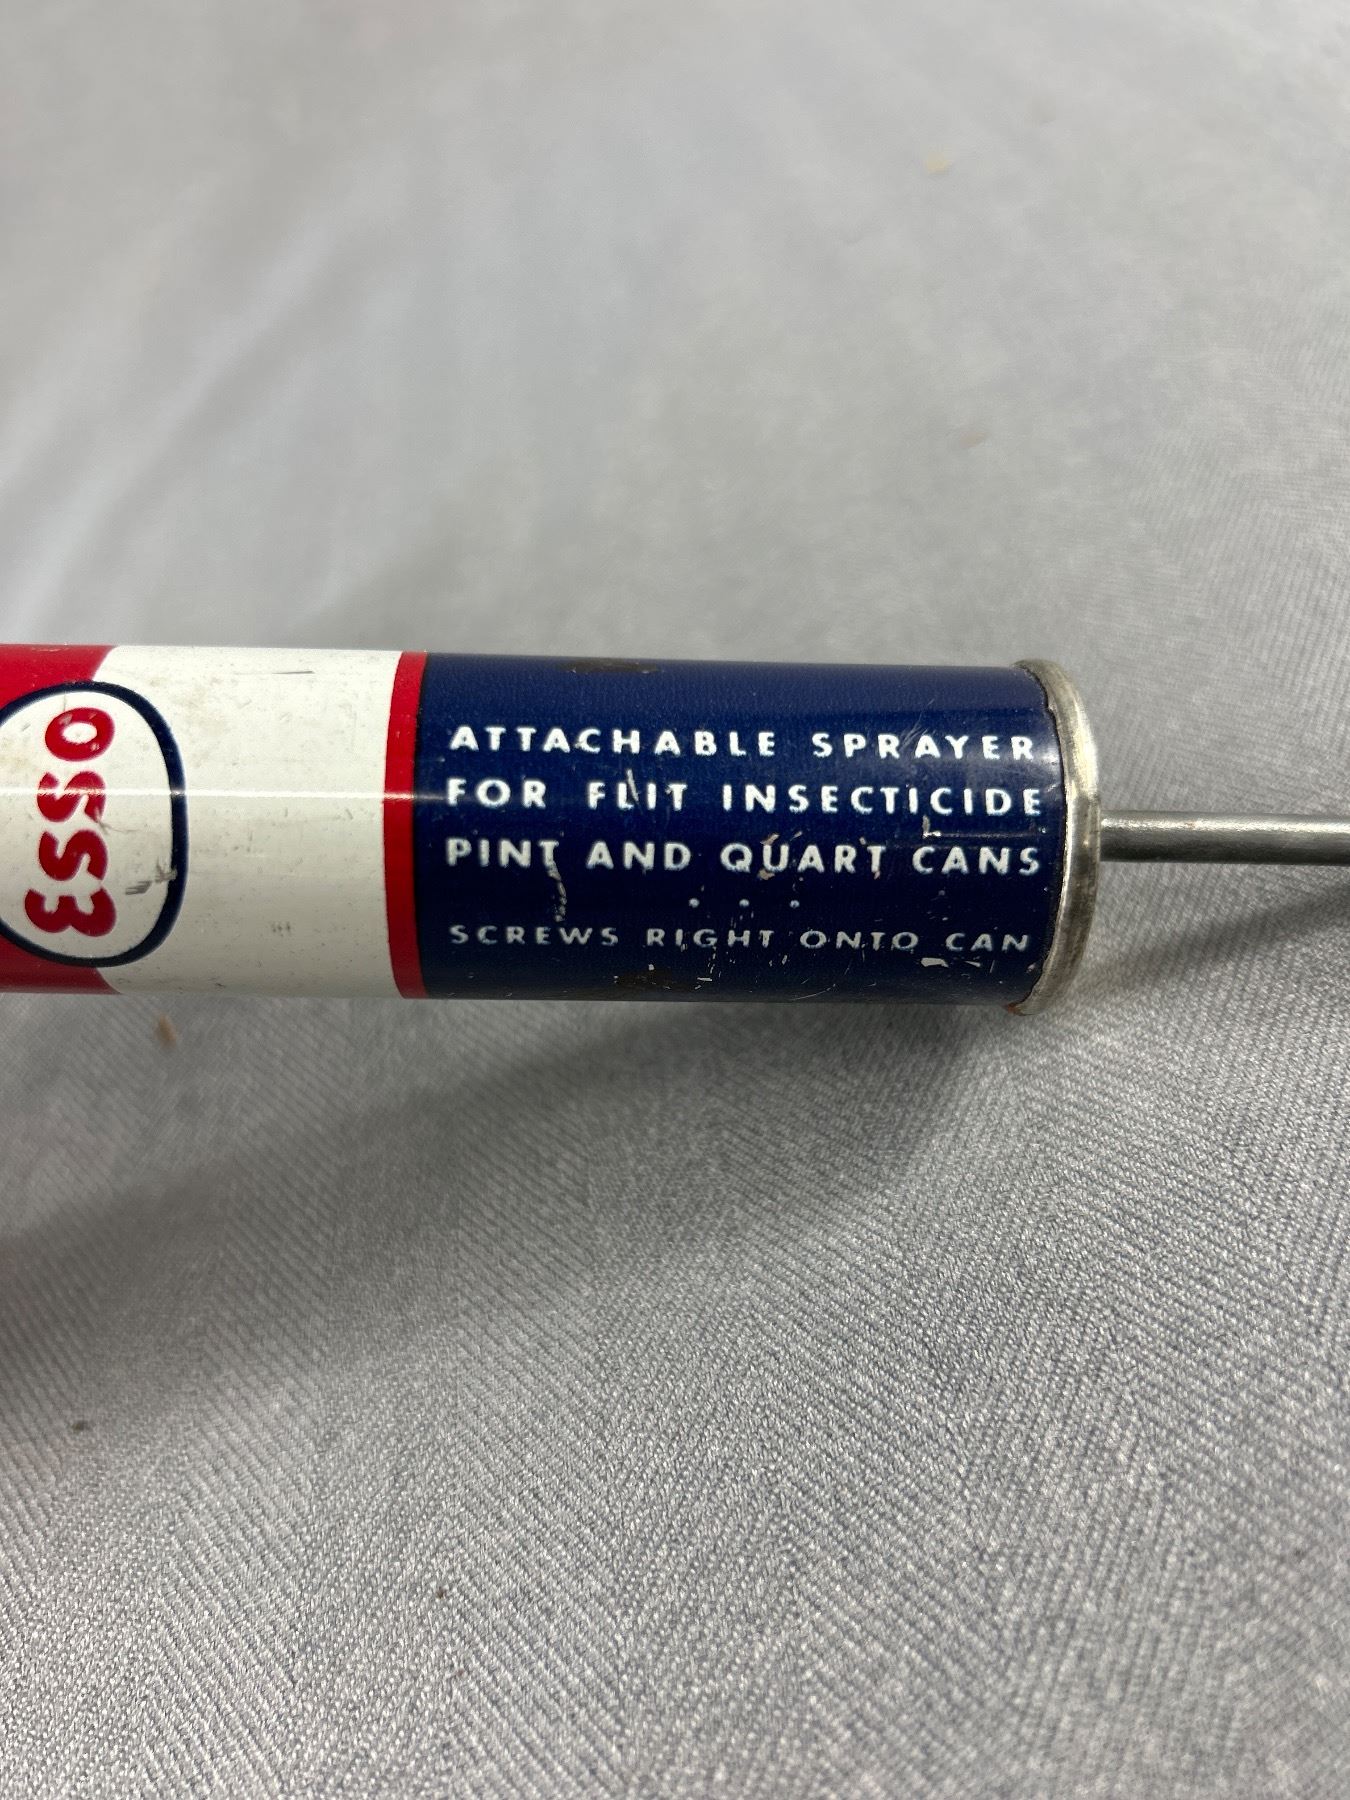 ESSO
ATTACHABLE SPRAYER
FOR FLIT INSECTICIDE
PINT AND QUART CANS
. . .
SCREWS RIGHT ONTO CAN